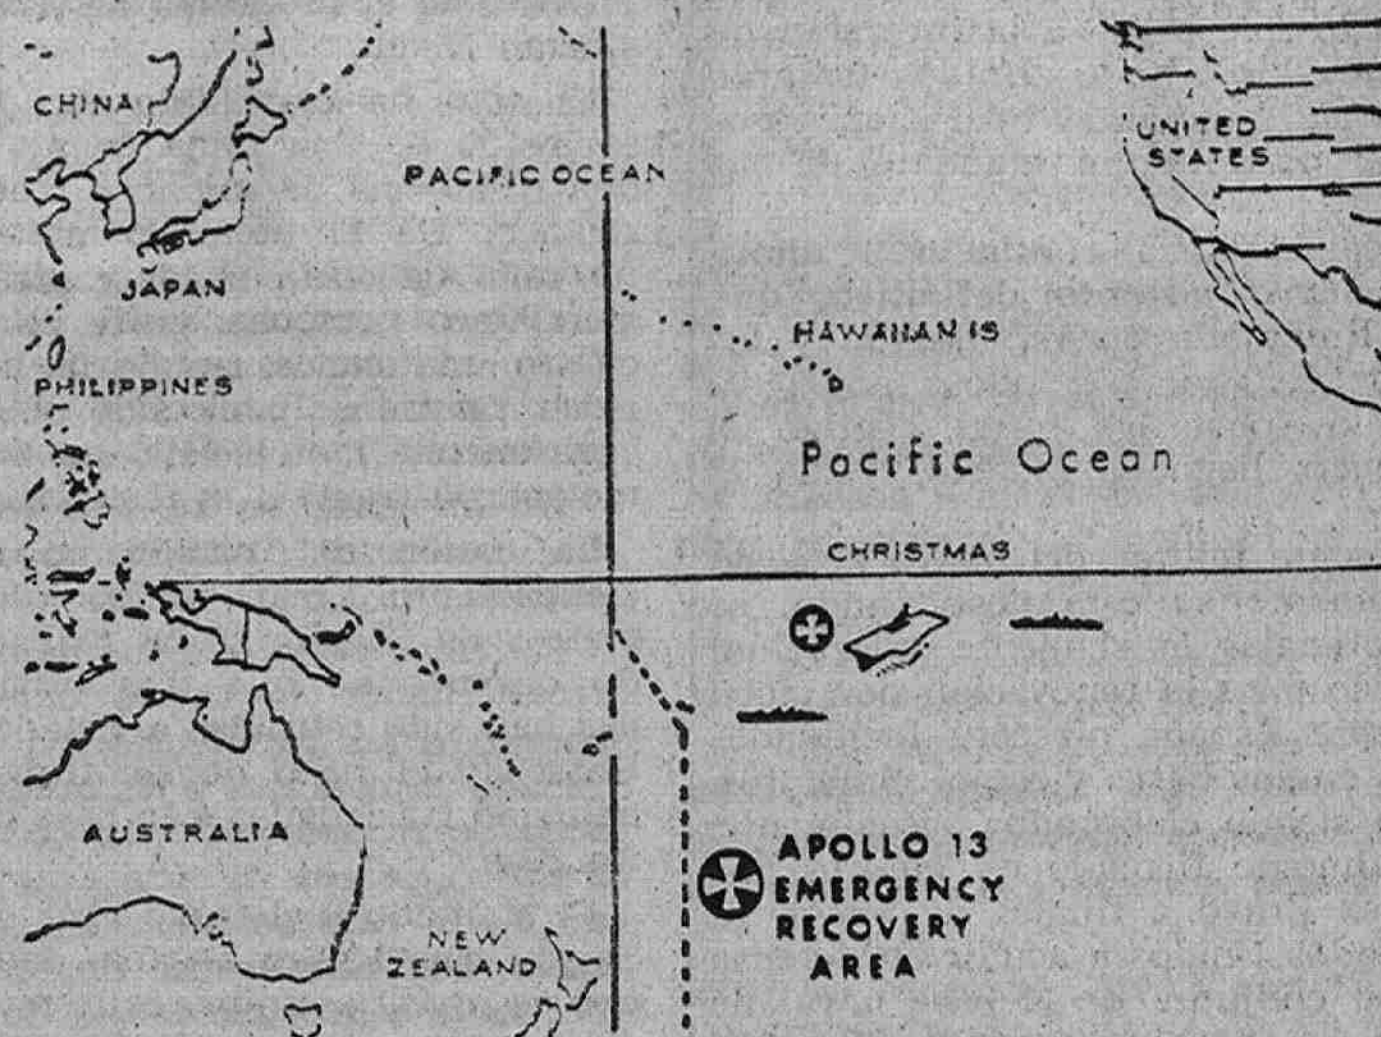 CHINA
PACIFIC OCEAN
UNITED
STATES
JAPAN
HAWAIIAN IS
PHILIPPINES
Pacific Ocean
CHRISTMAS
AUSTRALIA
APOLLO 13
EMERGENCY
RECOVERY
AREA
NEW
ZEALAND